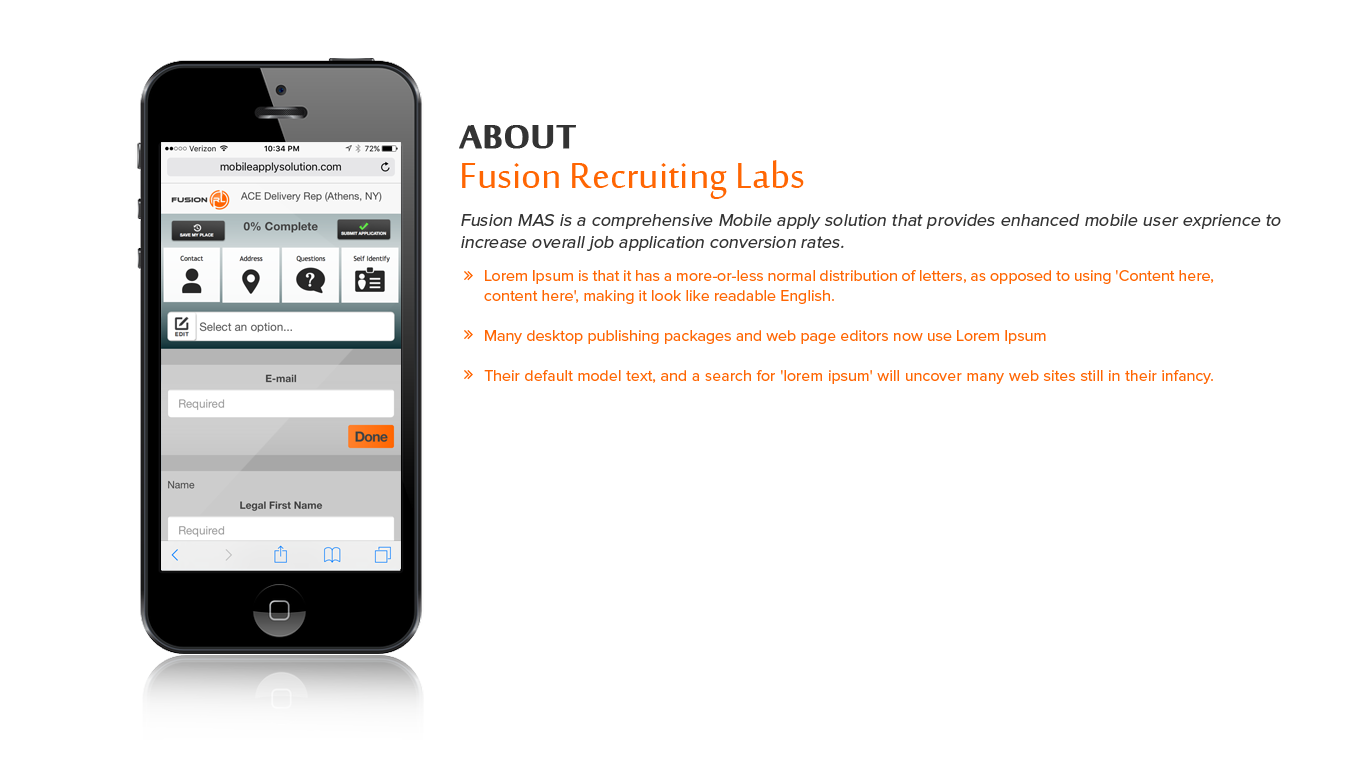 Verizon 10:34 PM 72%
mobileapplysolution.com
FUSION RL ACE Delivery Rep (Athens, NY)
SAVE MY PLACE 0% Complete SUBMIT APPLICATION
Contact Address Questions Self Identify
EDIT Select an option...
E-mail
Required
Done
Name
Legal First Name
Required
ABOUT
Fusion Recruiting Labs
Fusion MAS is a comprehensive Mobile apply solution that provides enhanced mobile user exprience to
increase overall job application conversion rates.
» Lorem Ipsum is that it has a more-or-less normal distribution of letters, as opposed to using 'Content here,
content here', making it look like readable English.
» Many desktop publishing packages and web page editors now use Lorem Ipsum
» Their default model text, and a search for 'lorem ipsum' will uncover many web sites still in their infancy.